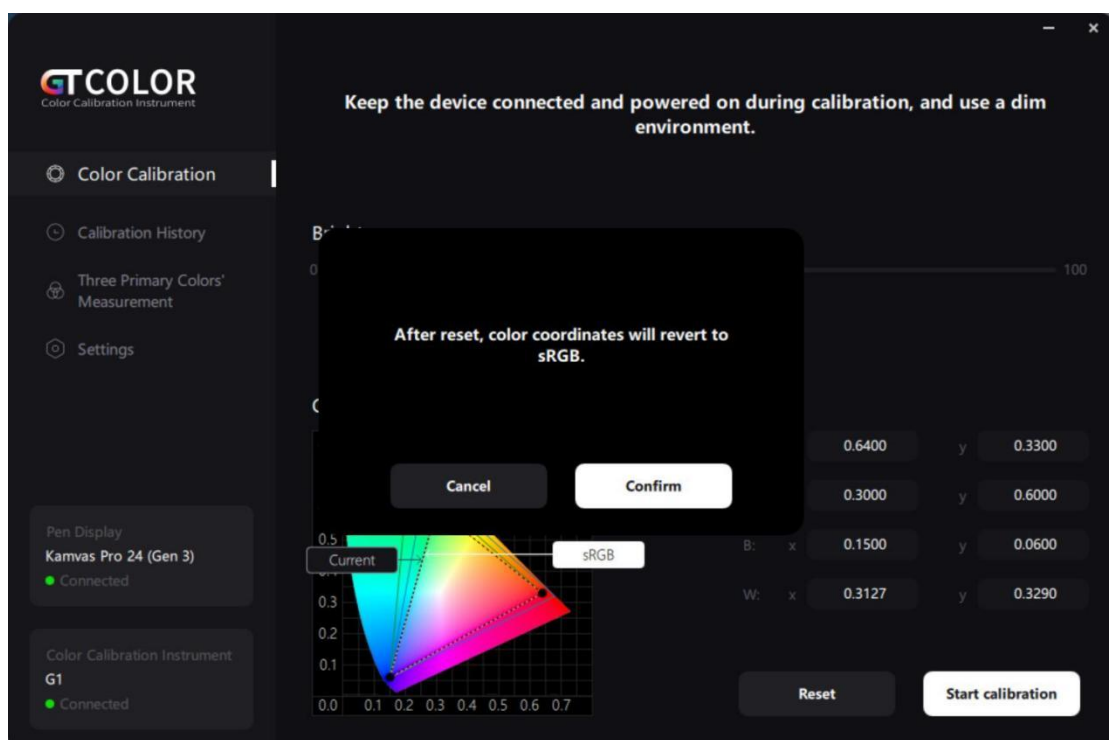 GTCOLOR
Color Calibration Instrument
Keep the device connected and powered on during calibration, and use a dim
environment.
Color Calibration
Calibration History
Three Primary Colors'
Measurement
Settings
0
100
After reset, color coordinates will revert to
sRGB.
Cancel
Confirm
0.6400
y
0.3300
0.3000
y
0.6000
B:
x
0.1500
y
0.0600
W:
x
0.3127
y
0.3290
0.5
Current
sRGB
0.3
0.2
0.1
0.0 0.1 0.2 0.3 0.4 0.5 0.6 0.7
Pen Display
Kamvas Pro 24 (Gen 3)
Connected
Color Calibration Instrument
G1
Connected
Reset
Start calibration